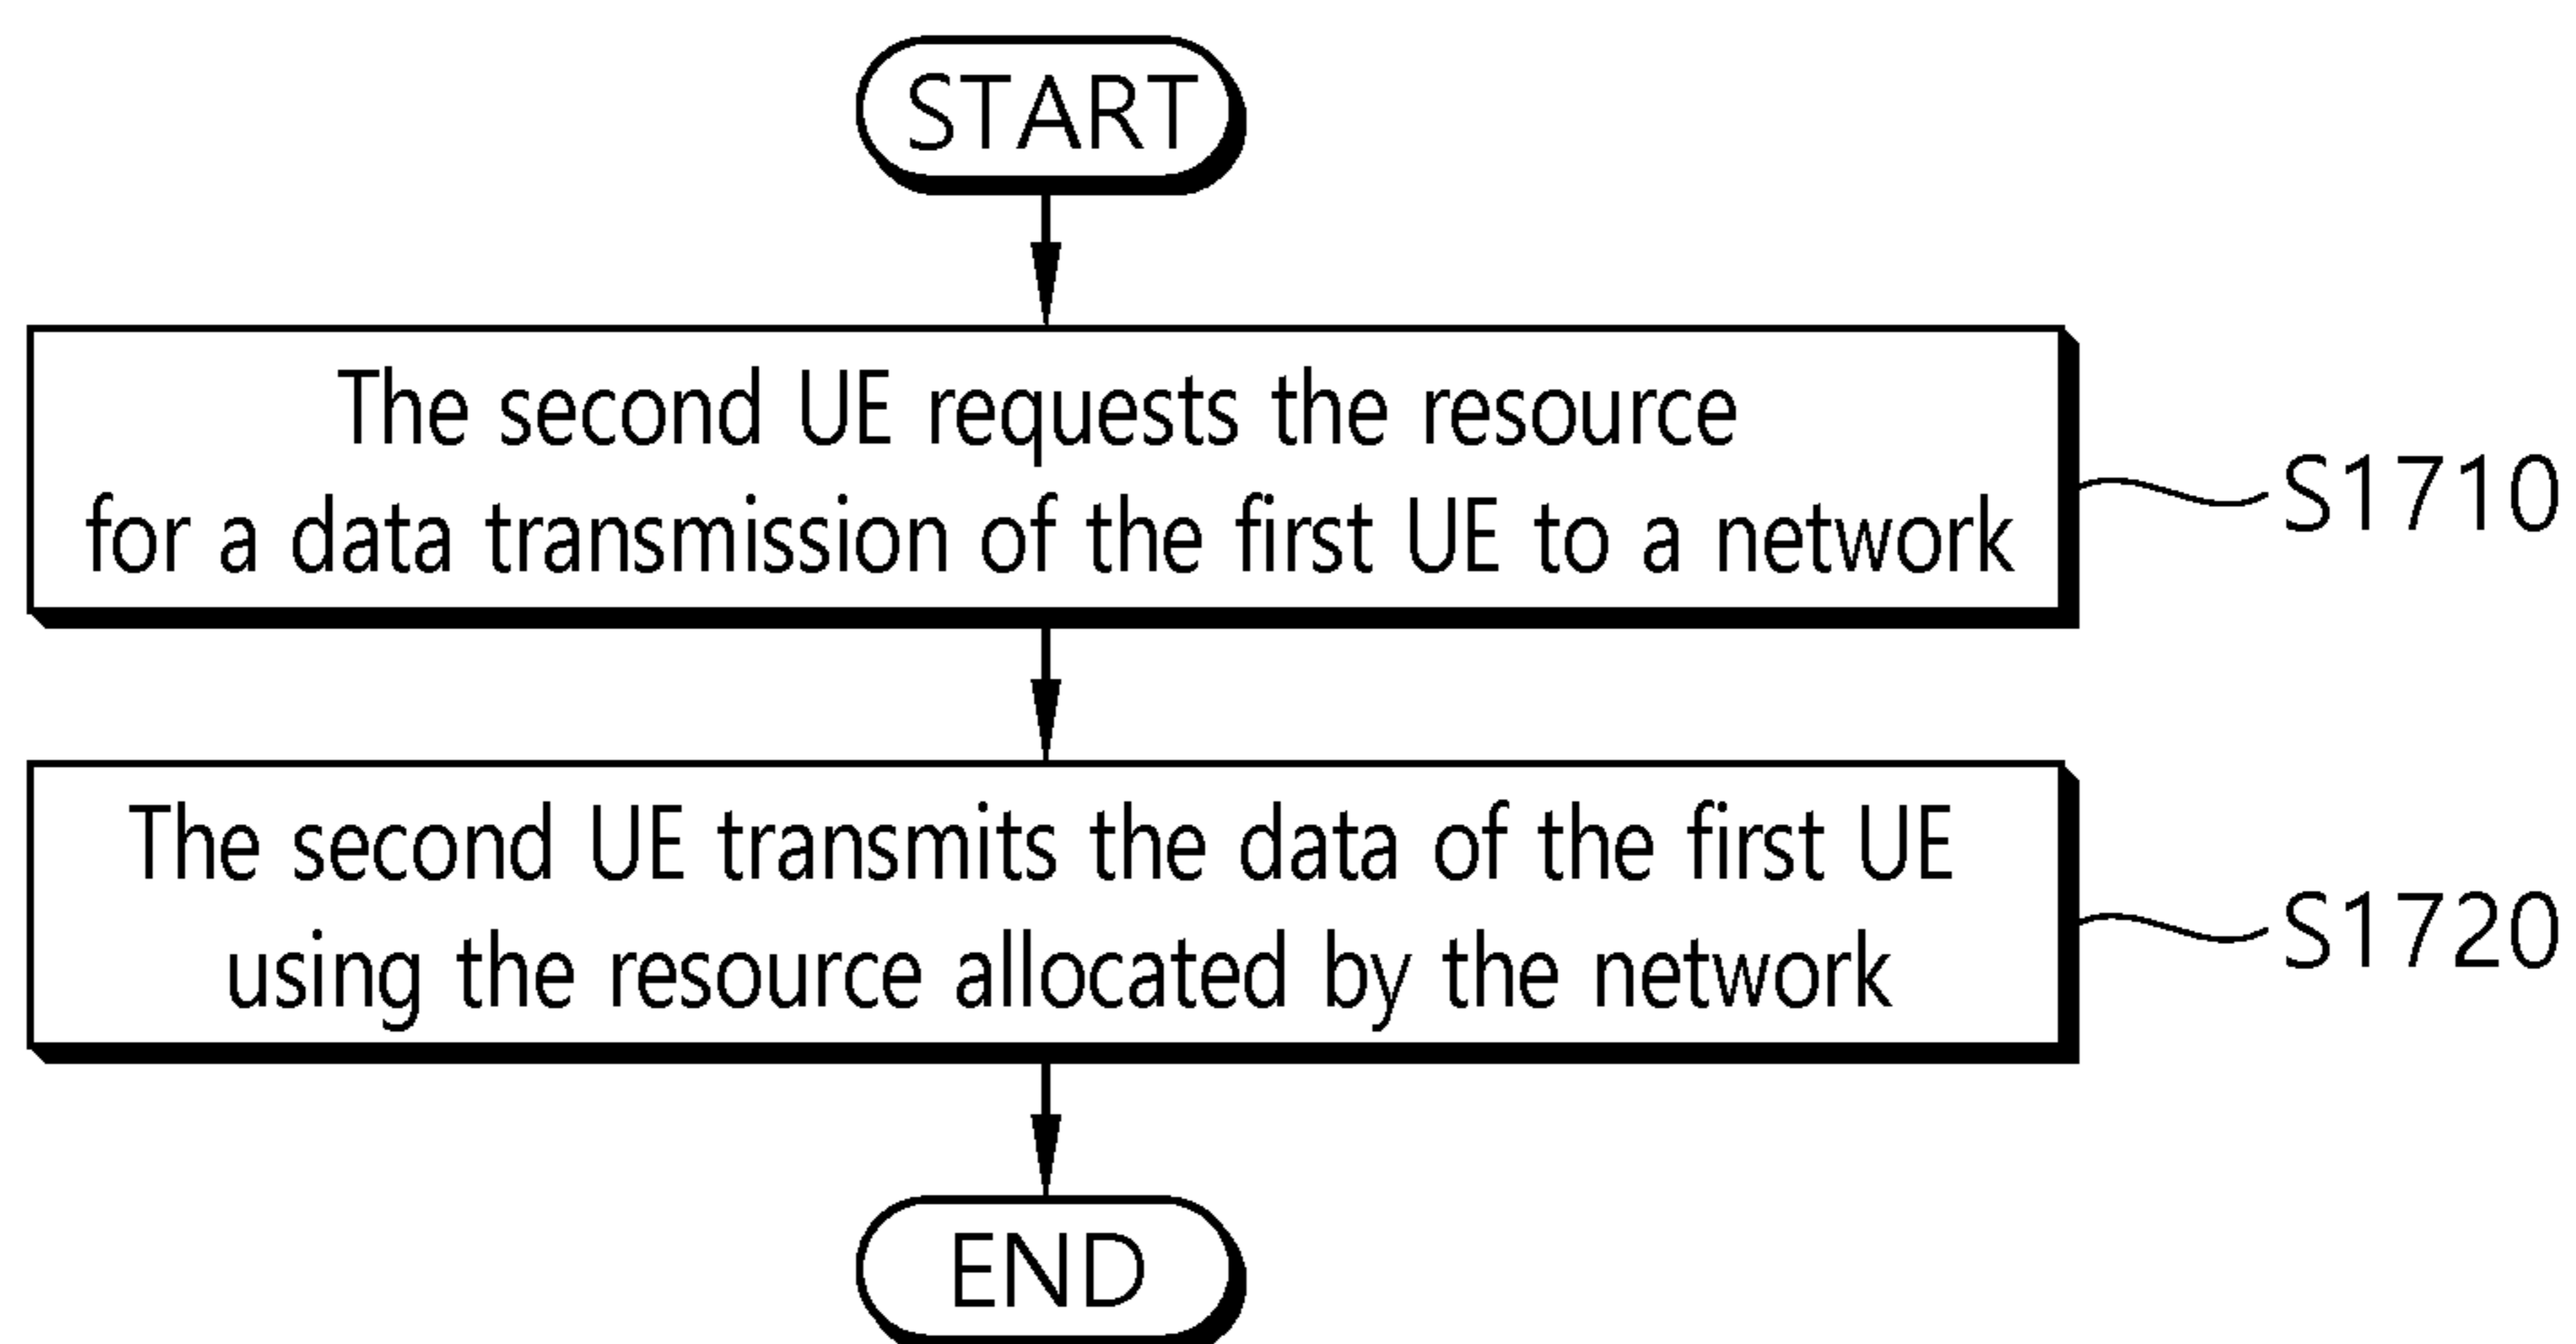 START
The second UE requests the resource
for a data transmission of the first UE to a network
S1710
The second UE transmits the data of the first UE
using the resource allocated by the network
S1720
END